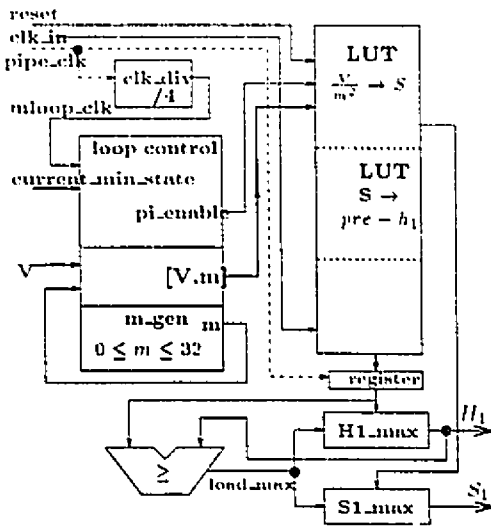 reset
clk_in
pipe_clk
clk_div
/4
mloop_clk
loop control
current_min_state
pi_enable
V
[V,m]
m_gen
m
0 ≤ m ≤ 32
LUT
V/m² → S
LUT
S →
pre − h₁
register
H1_max
H₁
≥
load_max
S1_max
S₁